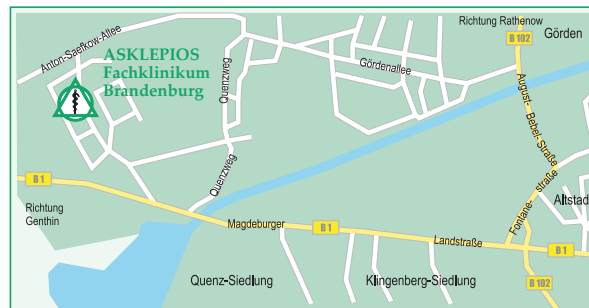 Richtung Rathenow
B 102
Görden
Anton-Saefkow-Allee
ASKLEPIOS
Fachklinikum
Brandenburg
Quenzweg
Gördenallee
August-
Bebel-Straße
B 1
Quenzweg
Fontane-
straße
Altstad
Richtung
Genthin
Magdeburger
B 1
Landstraße
B 1
Quenz-Siedlung
Klingenberg-Siedlung
B 102